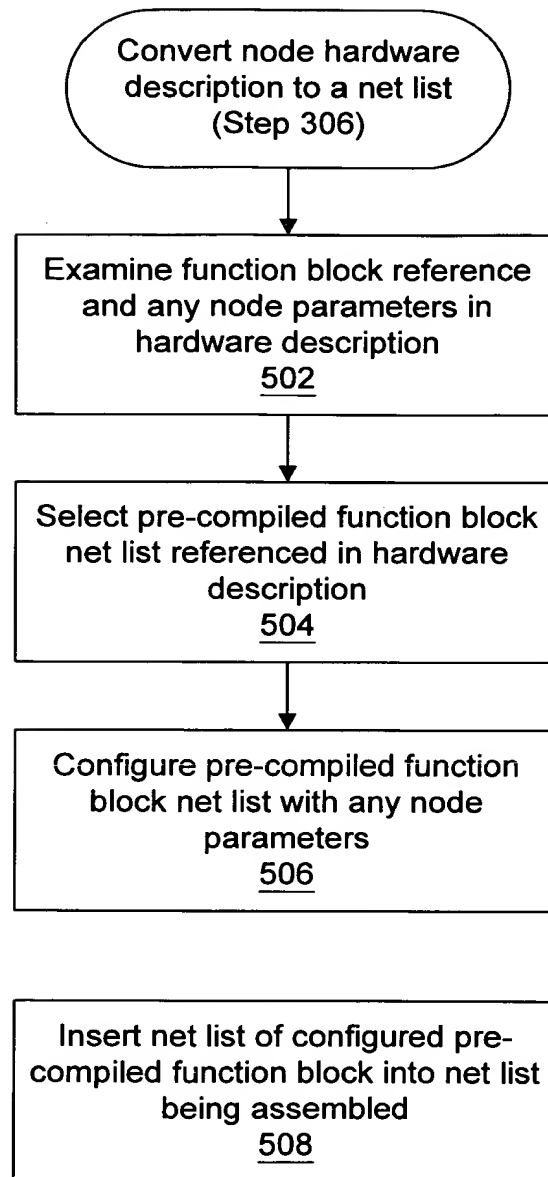 Convert node hardware
description to a net list
(Step 306)
Examine function block reference
and any node parameters in
hardware description
502
Select pre-compiled function block
net list referenced in hardware
description
504
Configure pre-compiled function
block net list with any node
parameters
506
Insert net list of configured pre-
compiled function block into net list
being assembled
508